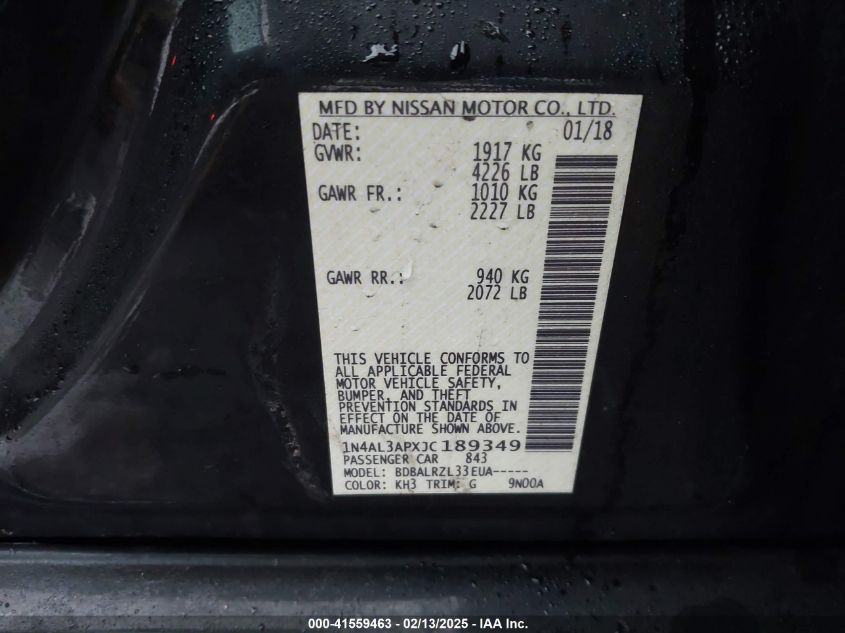 MFD BY NISSAN MOTOR CO., LTD.
DATE: 01/18
GVWR: 1917 KG
4226 LB
GAWR FR.: 1010 KG
2227 LB
GAWR RR.: 940 KG
2072 LB
THIS VEHICLE CONFORMS TO
ALL APPLICABLE FEDERAL
MOTOR VEHICLE SAFETY,
BUMPER, AND THEFT
PREVENTION STANDARDS IN
EFFECT ON THE DATE OF
MANUFACTURE SHOWN ABOVE.
1N4AL3APXJC189349
PASSENGER CAR 843
MODEL: BDBALRZL33EUA-----
COLOR: KH3 TRIM: G 9N00A
000-41559463 - 02/13/2025 - IAA Inc.